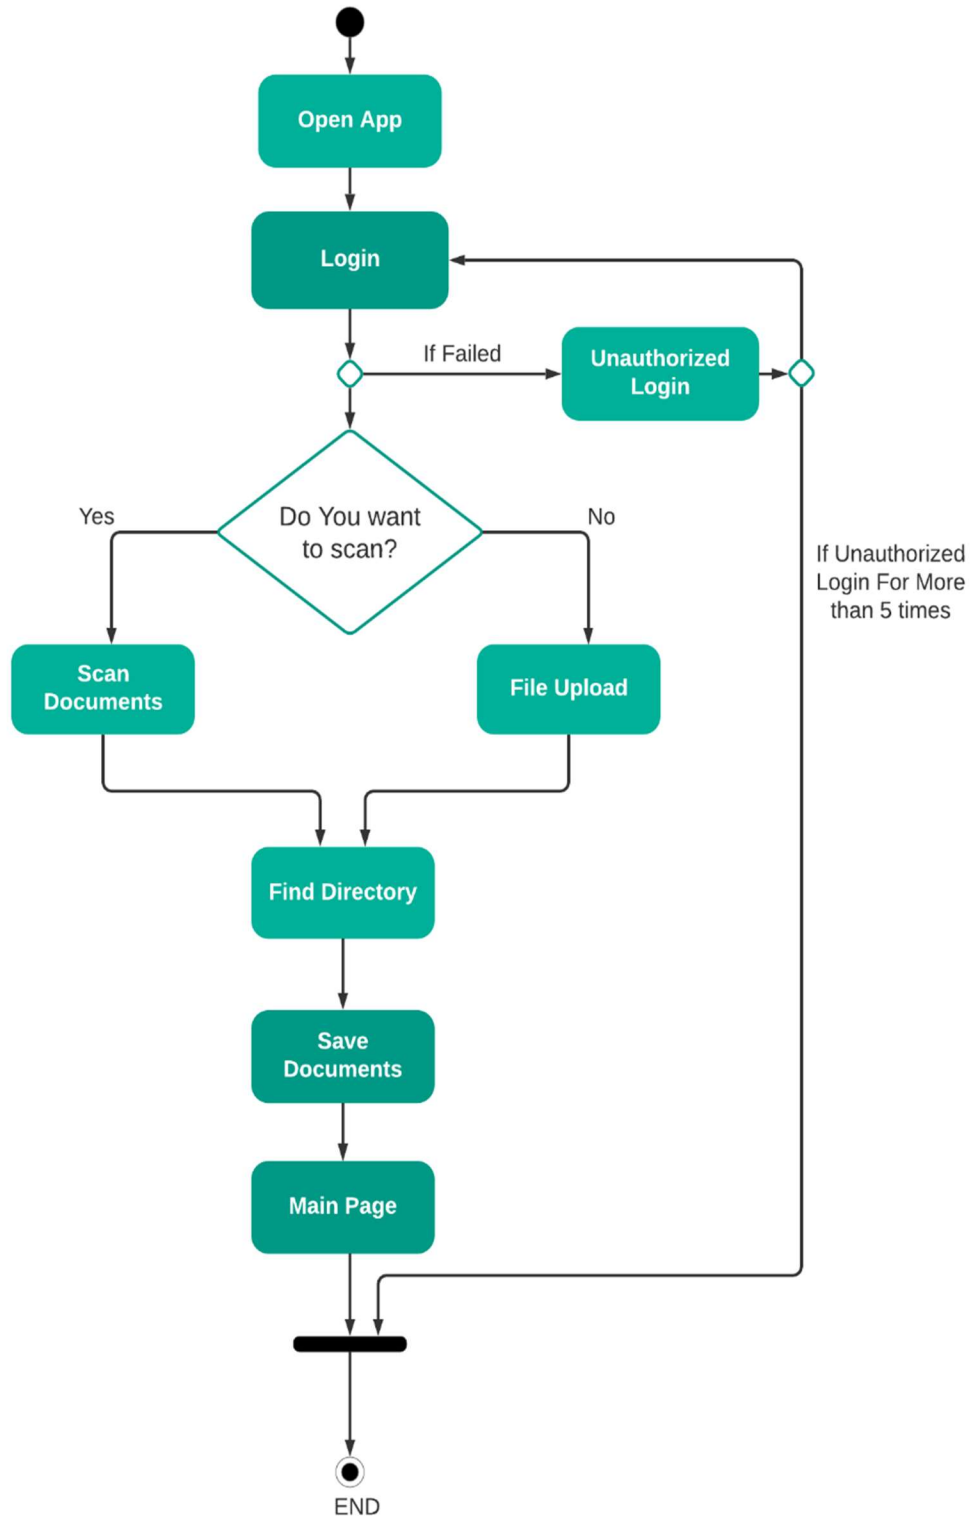 Open App
Login
If Failed
Unauthorized
Login
Do You want
to scan?
Yes
No
If Unauthorized
Login For More
than 5 times
Scan
Documents
File Upload
Find Directory
Save
Documents
Main Page
END